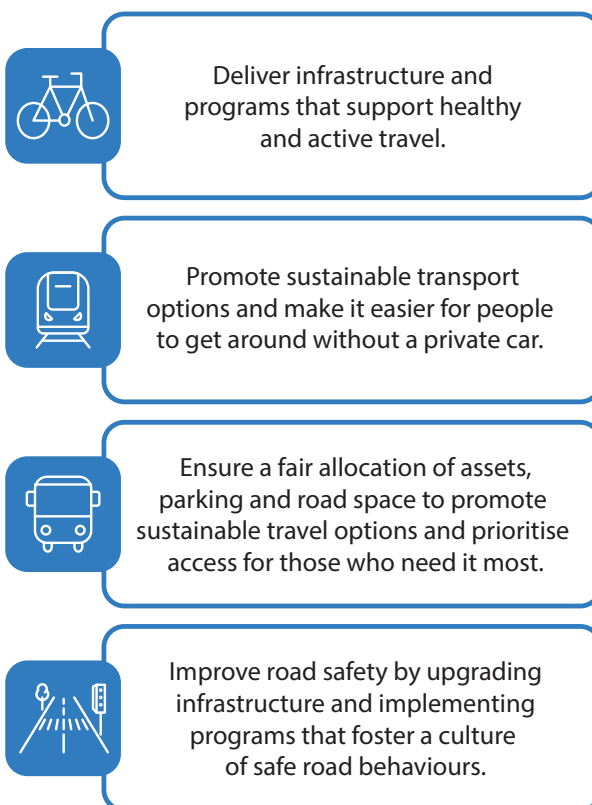 Deliver infrastructure and
programs that support healthy
and active travel.
Promote sustainable transport
options and make it easier for people
to get around without a private car.
Ensure a fair allocation of assets,
parking and road space to promote
sustainable travel options and prioritise
access for those who need it most.
Improve road safety by upgrading
infrastructure and implementing
programs that foster a culture
of safe road behaviours.